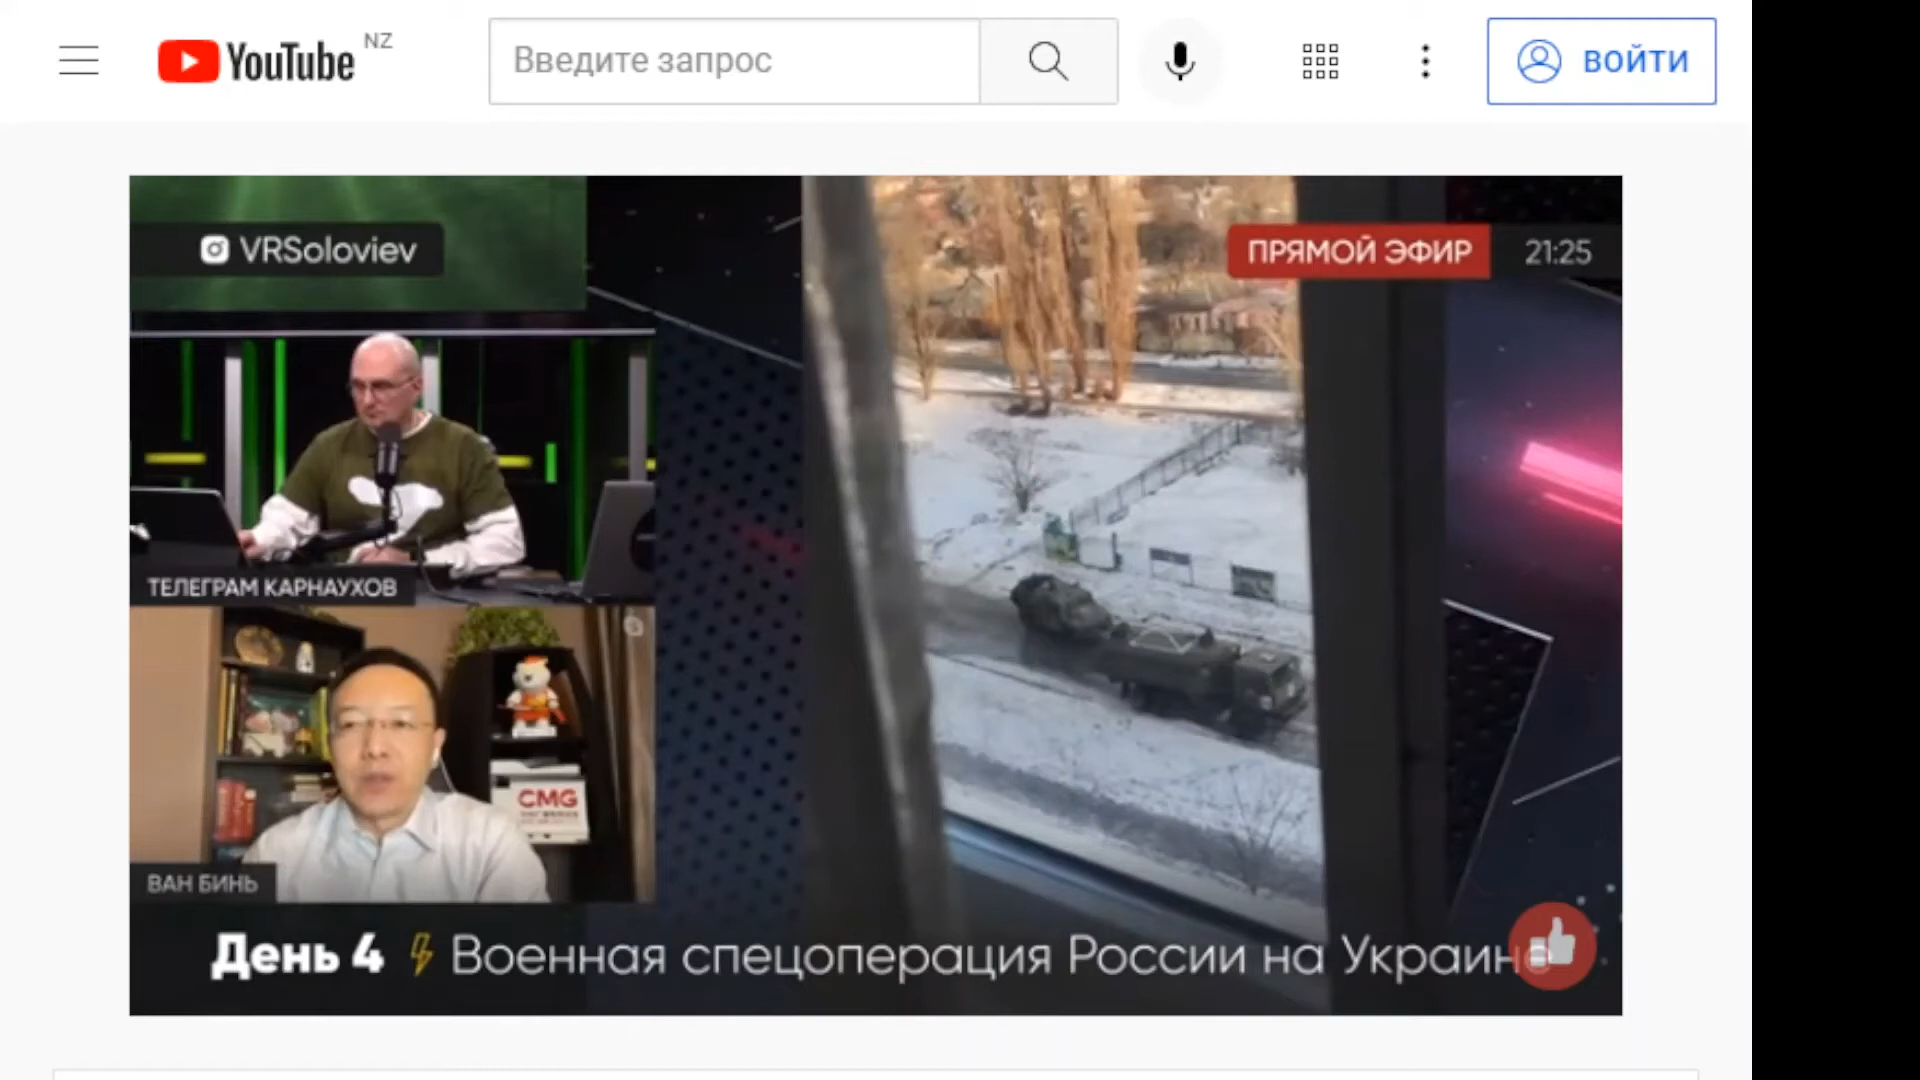 YouTube NZ
Введите запрос
ВОЙТИ
VRSoloviev
ПРЯМОЙ ЭФИР 21:25
ТЕЛЕГРАМ КАРНАУХОВ
CMG
ВАН БИНЬ
День 4 Военная спецоперация России на Украине